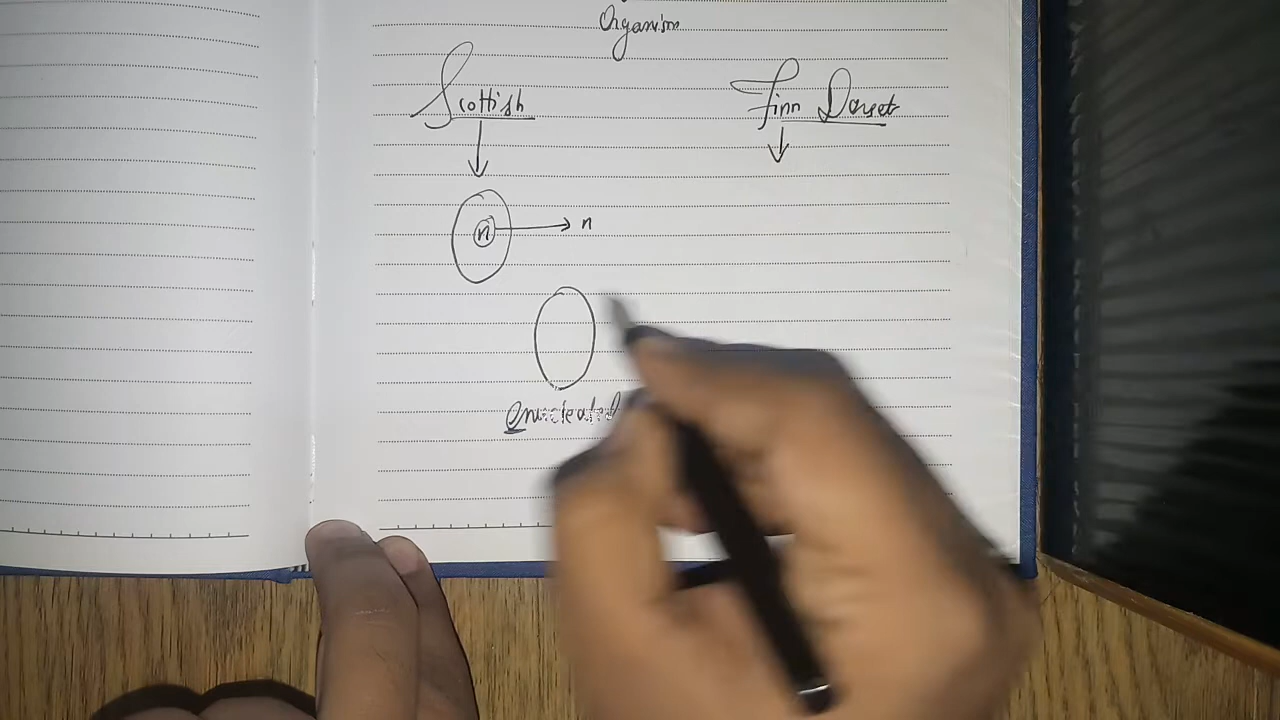 Organism
Scottish Finn Dorset
n n
enucleated